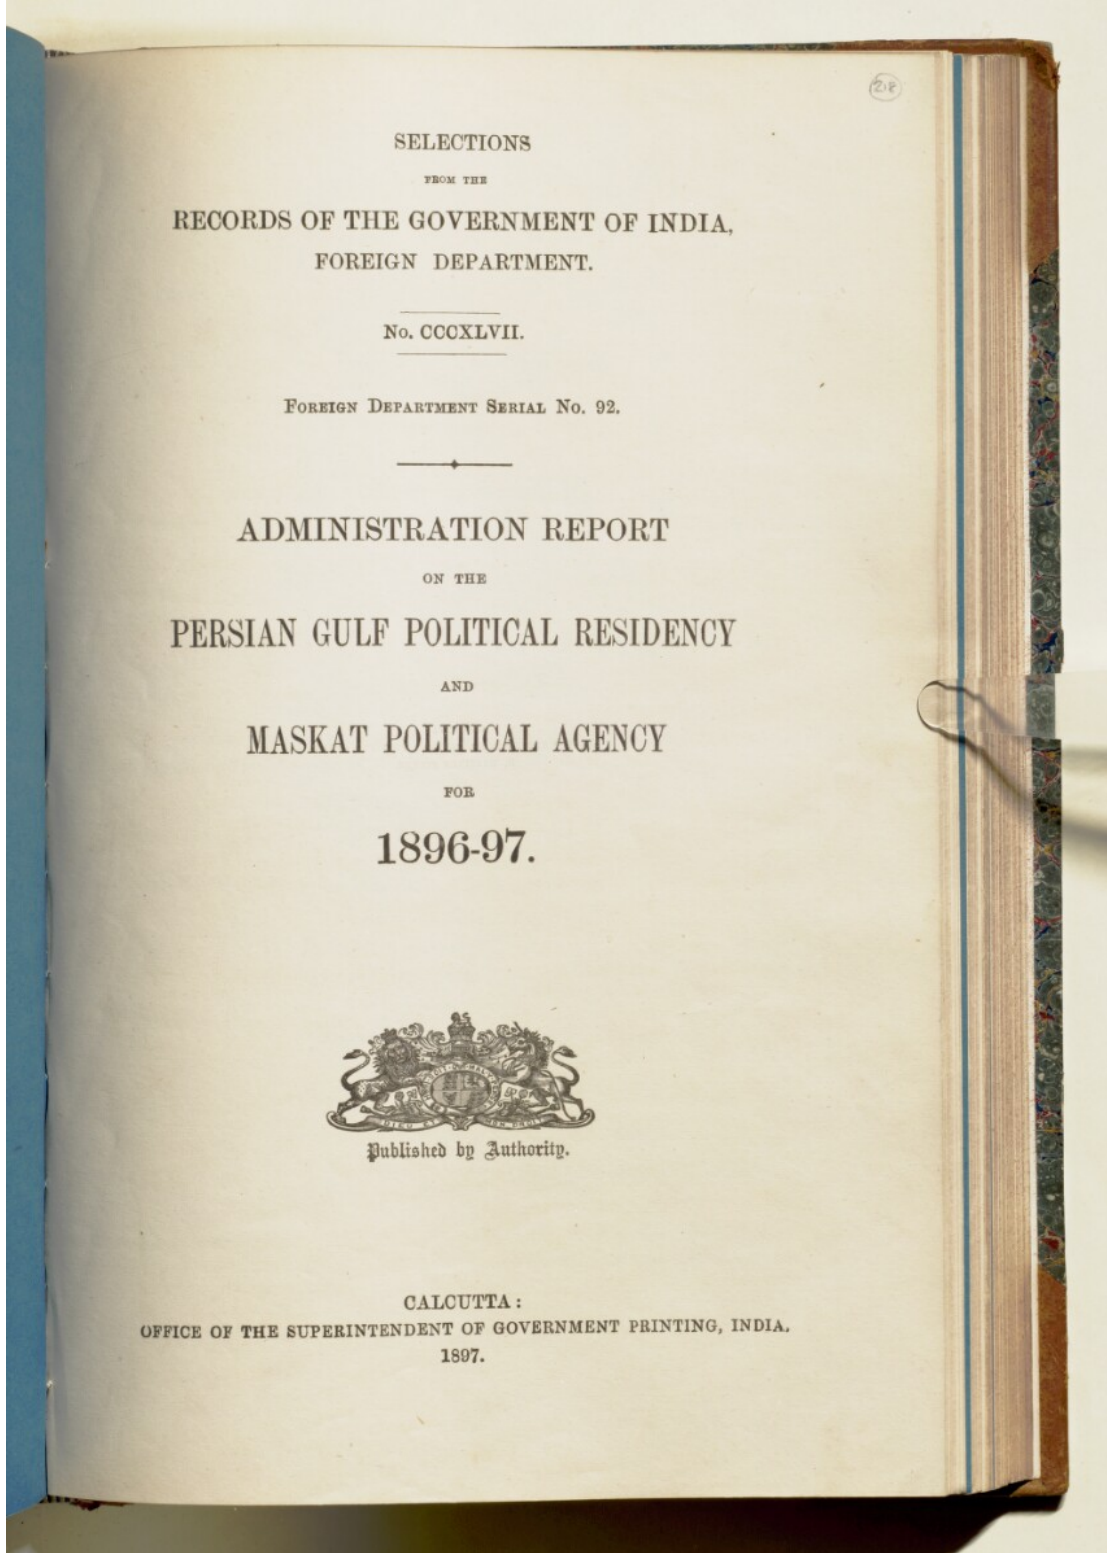 218
SELECTIONS
FROM THE
RECORDS OF THE GOVERNMENT OF INDIA,
FOREIGN DEPARTMENT.
No. CCCXLVII.
FOREIGN DEPARTMENT SERIAL NO. 92.
ADMINISTRATION REPORT
ON THE
PERSIAN GULF POLITICAL RESIDENCY
AND
MASKAT POLITICAL AGENCY
FOR
1896-97.
Published by Authority.
CALCUTTA:
OFFICE OF THE SUPERINTENDENT OF GOVERNMENT PRINTING, INDIA.
1897.